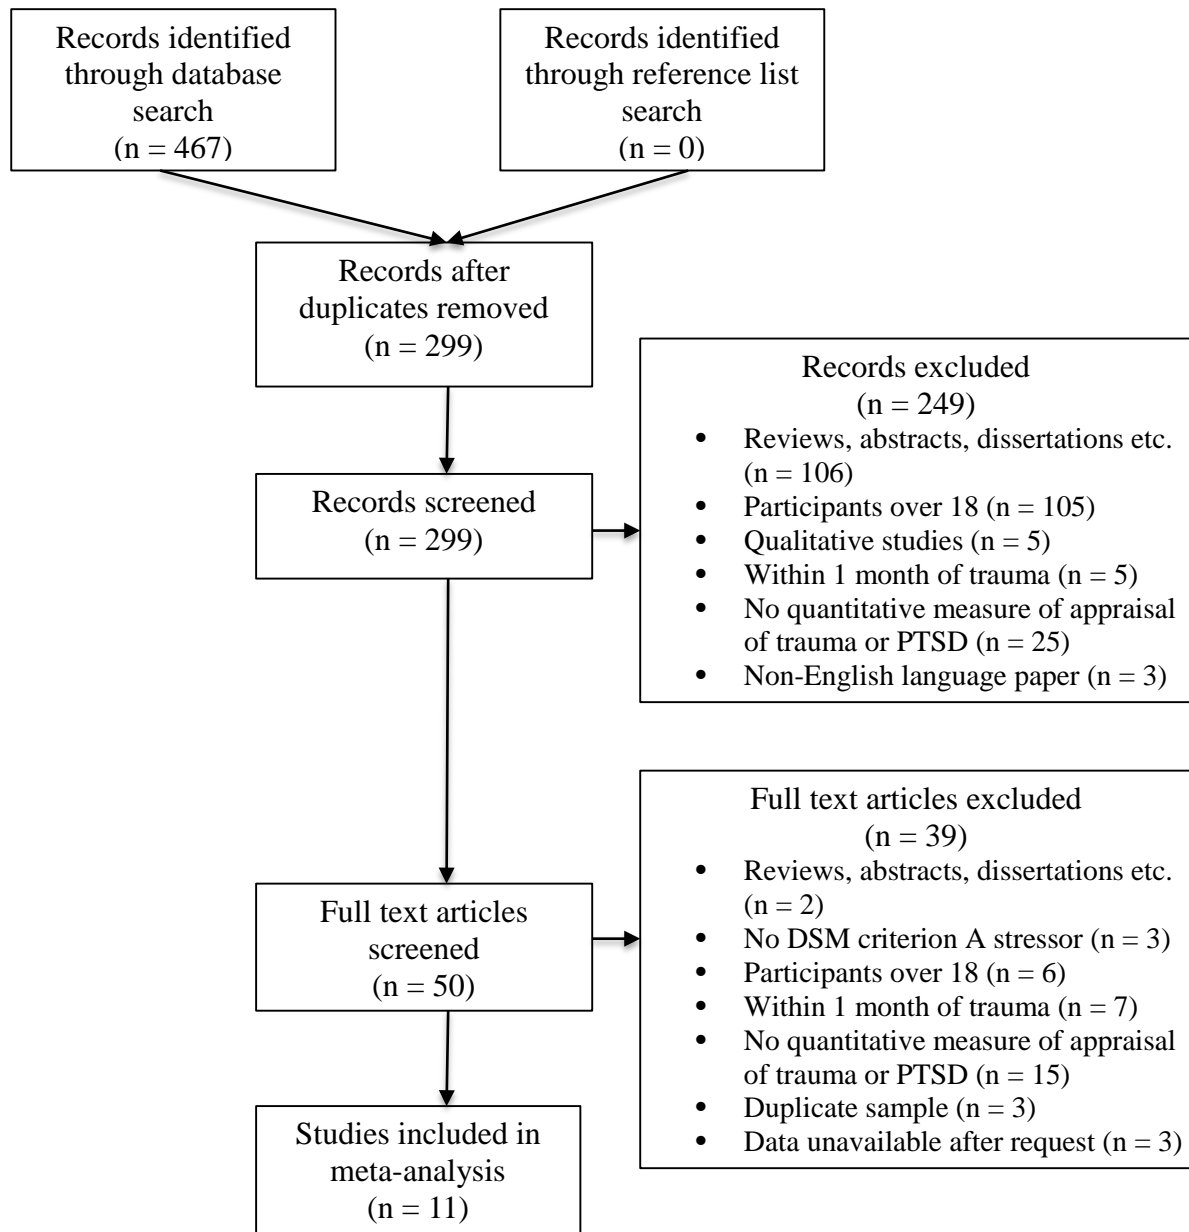 Records identified
through database
search
(n = 467)
Records identified
through reference list
search
(n = 0)
Records after
duplicates removed
(n = 299)
Records screened
(n = 299)
Records excluded
(n = 249)
• Reviews, abstracts, dissertations etc.
(n = 106)
• Participants over 18 (n = 105)
• Qualitative studies (n = 5)
• Within 1 month of trauma (n = 5)
• No quantitative measure of appraisal
of trauma or PTSD (n = 25)
• Non-English language paper (n = 3)
Full text articles
screened
(n = 50)
Full text articles excluded
(n = 39)
• Reviews, abstracts, dissertations etc.
(n = 2)
• No DSM criterion A stressor (n = 3)
• Participants over 18 (n = 6)
• Within 1 month of trauma (n = 7)
• No quantitative measure of appraisal
of trauma or PTSD (n = 15)
• Duplicate sample (n = 3)
• Data unavailable after request (n = 3)
Studies included in
meta-analysis
(n = 11)